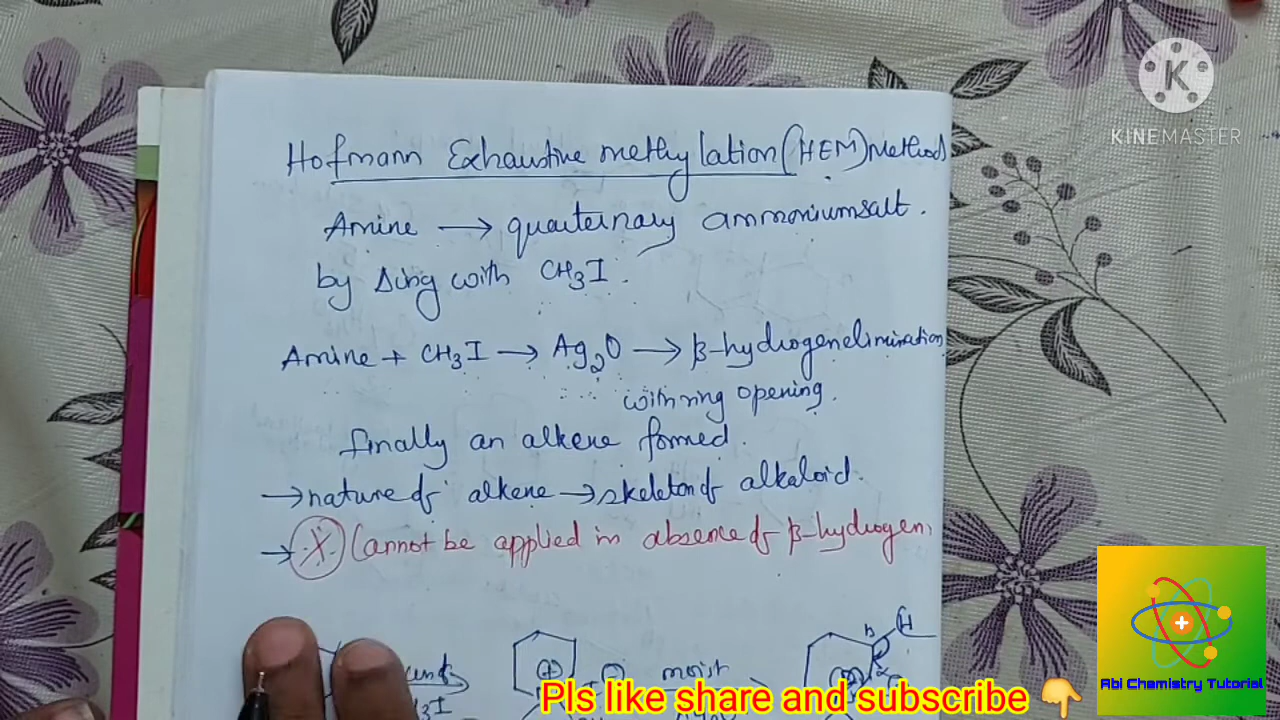 K
KINEMASTER
Hofmann Exhaustive methylation (HEM) Method
Amine → quarternary ammonium salt.
by Δing with CH3I.
Amine + CH3I → Ag2O → β-hydrogen elimination
with ring opening.
finally an alkene formed.
→ nature of alkene → skeleton of alkaloid.
→ X Cannot be applied in absence of β-hydrogen.
H
+
moist
Pls like share and subscribe 👇
Abi Chemistry Tutorial